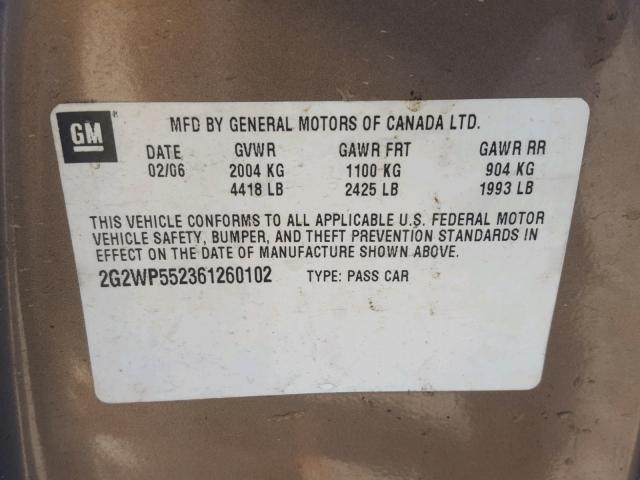 GM
MFD BY GENERAL MOTORS OF CANADA LTD.
DATE GVWR GAWR FRT GAWR RR
02/06 2004 KG 1100 KG 904 KG
4418 LB 2425 LB 1993 LB
THIS VEHICLE CONFORMS TO ALL APPLICABLE U.S. FEDERAL MOTOR
VEHICLE SAFETY, BUMPER, AND THEFT PREVENTION STANDARDS IN
EFFECT ON THE DATE OF MANUFACTURE SHOWN ABOVE.
2G2WP552361260102 TYPE: PASS CAR